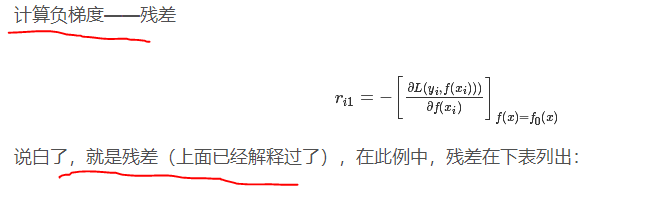 计算负梯度——残差
r_{i1} = -\left[ \frac{\partial L(y_i, f(x_i)))}{\partial f(x_i)} \right]_{f(x)=f_0(x)}
说白了，就是残差（上面已经解释过了），在此例中，残差在下表列出：